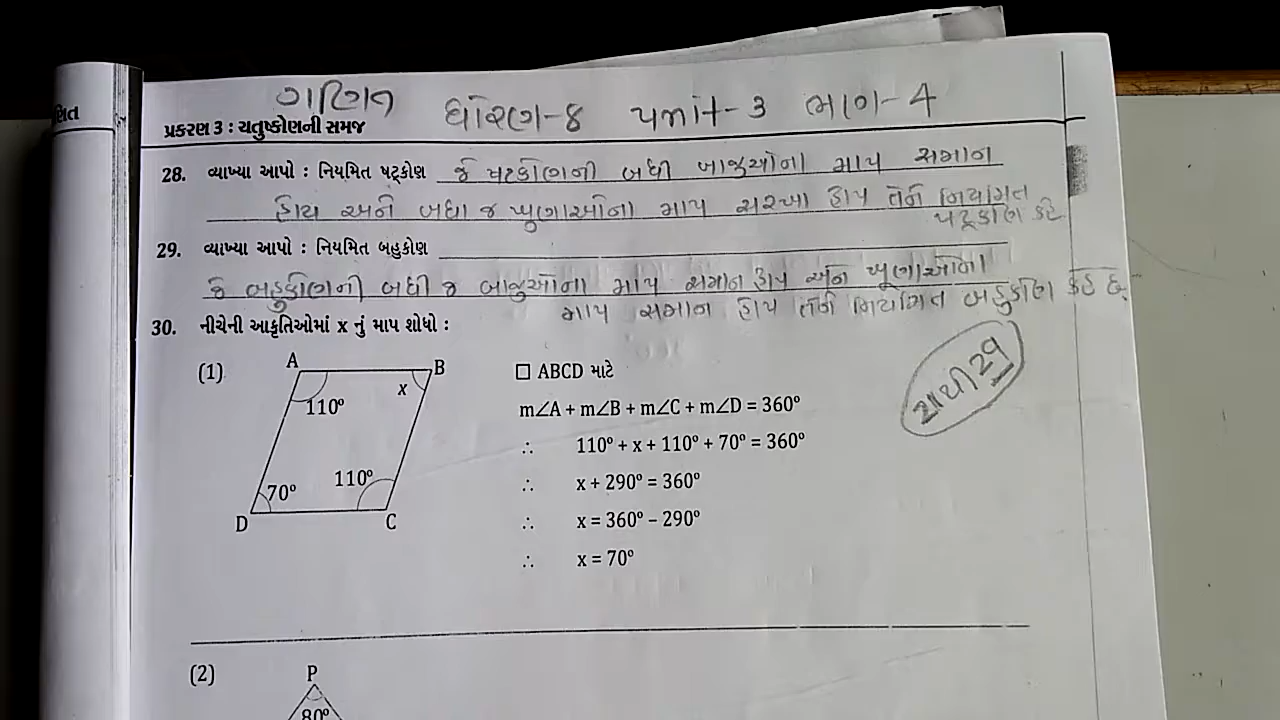 ણિત
ગણિત ધોરણ-૪ ભાગ-4
પ્રકરણ 3 : ચતુષ્કોણની સમજ
28. વ્યાખ્યા આપો : નિયમિત ષટ્કોણ જે ષટકોણની બધી બાજુઓના માપ સમાન
હોય અને બધા જ ખુણાઓના માપ સરખા હોય તેને નિયમિત
ષટ્કોણ કહે
29. વ્યાખ્યા આપો : નિયમિત બહુકોણ
જે બહુકોણની બધી જ બાજુઓના માપ સમાન હોય અને ખૂણાઓના
માપ સમાન હોય તેને નિયમિત બહુકોણ કહે છે.
30. નીચેની આકૃતિઓમાં x નું માપ શોધો :
(1)
A
B
x
110°
110°
70°
D
C
□ ABCD માટે
m∠A + m∠B + m∠C + m∠D = 360°
∴ 110° + x + 110° + 70° = 360°
∴ x + 290° = 360°
∴ x = 360° – 290°
∴ x = 70°
(2)
P
80°